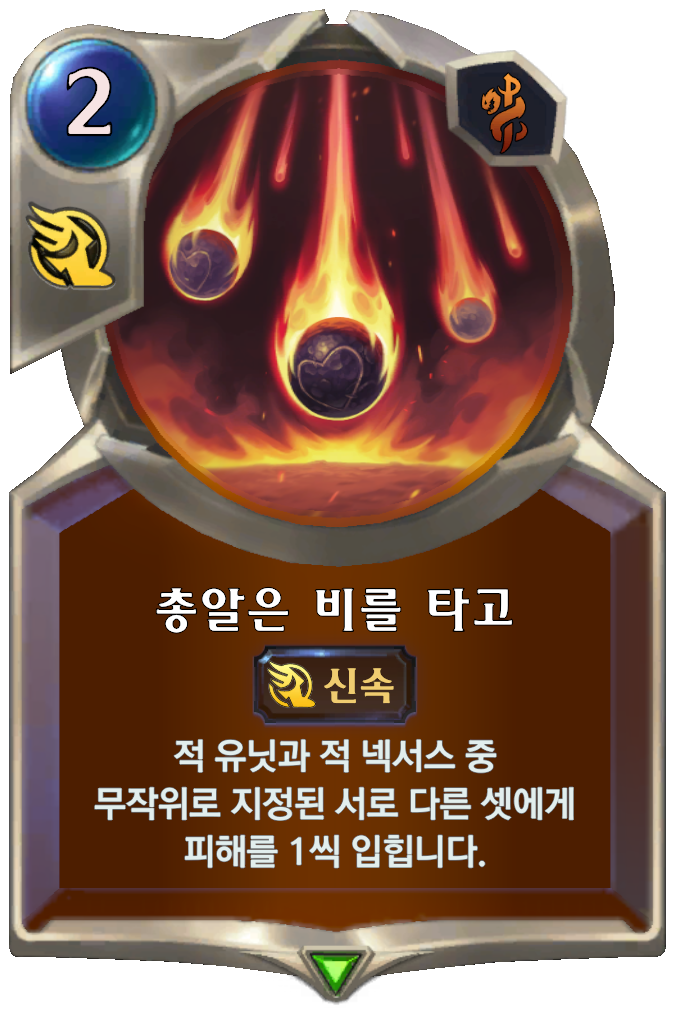 2
총알은 비를 타고
신속
적 유닛과 적 넥서스 중
무작위로 지정된 서로 다른 셋에게
피해를 1씩 입힙니다.